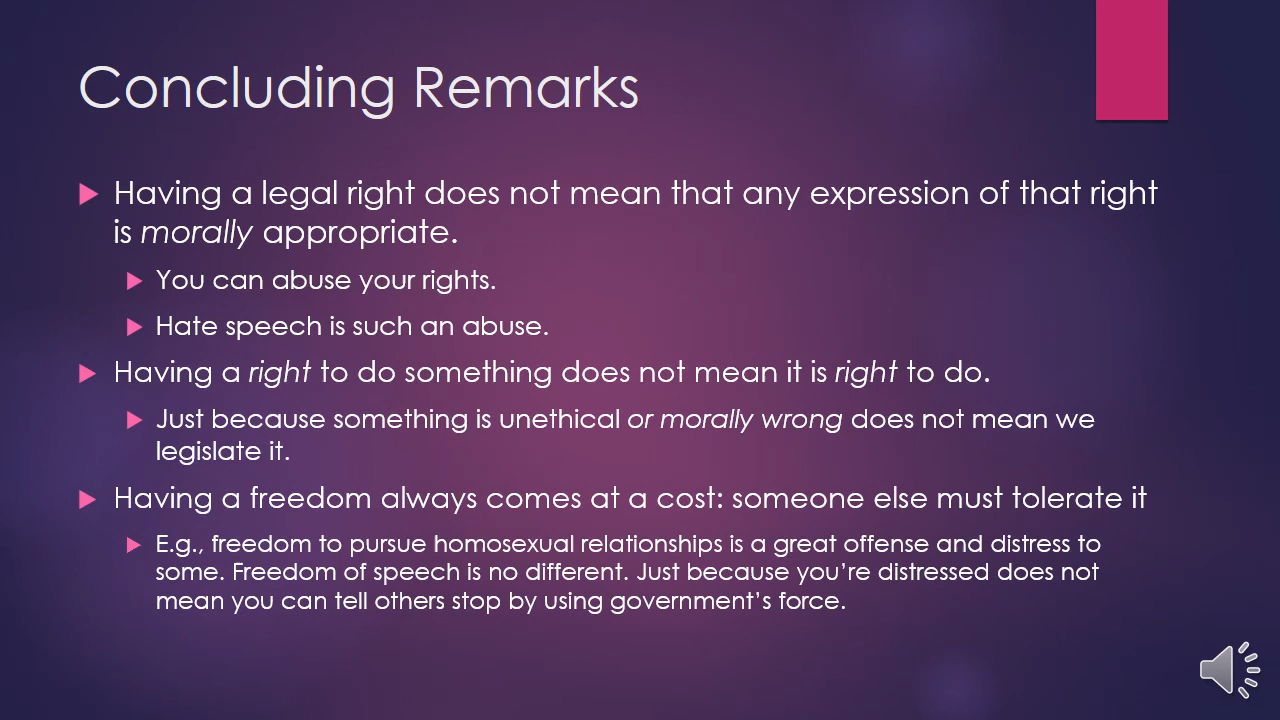 Concluding Remarks
Having a legal right does not mean that any expression of that right
is morally appropriate.
You can abuse your rights.
Hate speech is such an abuse.
Having a right to do something does not mean it is right to do.
Just because something is unethical or morally wrong does not mean we
legislate it.
Having a freedom always comes at a cost: someone else must tolerate it
E.g., freedom to pursue homosexual relationships is a great offense and distress to
some. Freedom of speech is no different. Just because you're distressed does not
mean you can tell others stop by using government's force.